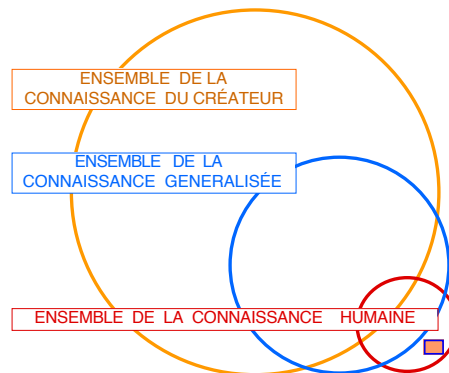 ENSEMBLE DE LA
CONNAISSANCE DU CRÉATEUR
ENSEMBLE DE LA
CONNAISSANCE GENERALISÉE
ENSEMBLE DE LA CONNAISSANCE HUMAINE